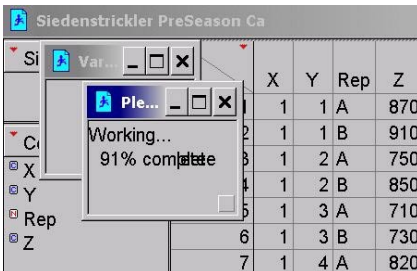 Siedenstrickler PreSeason Ca
Si
Var...
Ple...
Working...
91% complete
X Y Rep Z
1 1 A 870
2 1 1 B 910
3 1 2 A 750
1 2 B 850
5 1 3 A 710
6 1 3 B 730
7 1 4 A 820
X
Y
Rep
Z